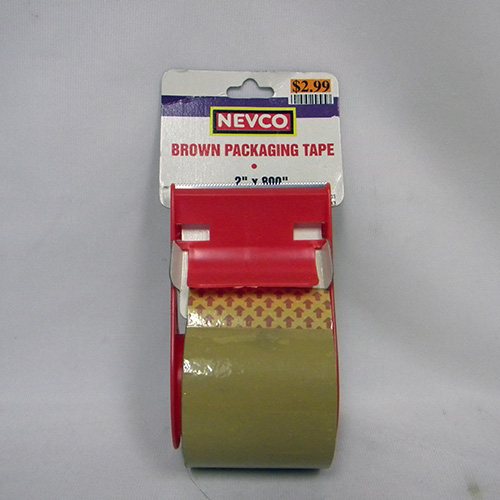 $2.99
NEVCO
BROWN PACKAGING TAPE
2" x 800"